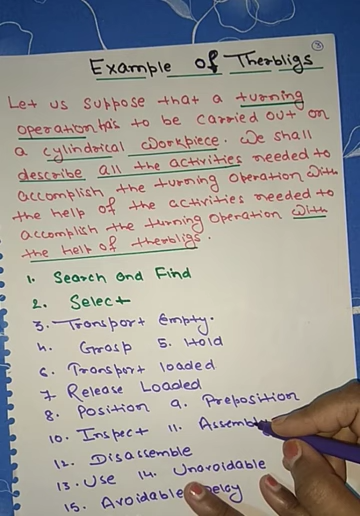 3
Example of Therbligs
Let us suppose that a turning
operation has to be carried out on
a cylindrical workpiece. We shall
describe all the activities needed to
accomplish the turning operation with
the help of the activities needed to
accomplish the turning operation with
the help of therbligs.
1. Search and Find
2. Select
3. Transport empty.
4. Grasp 5. Hold
6. Transport loaded
7. Release Loaded
8. Position 9. Preposition
10. Inspect 11. Assembly
12. Disassemble
13. Use 14. Unavoidable
15. Avoidable Delay